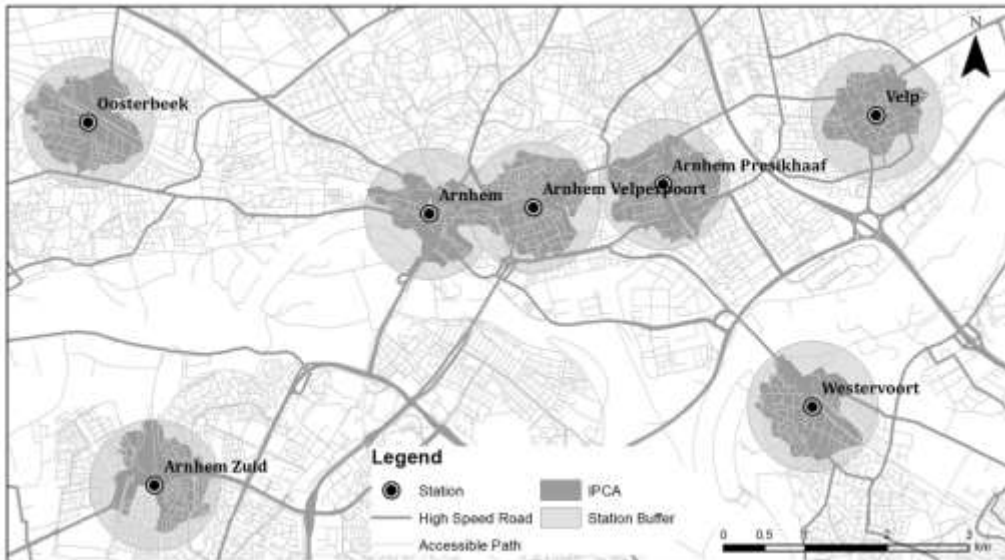 N
Oosterbeek
Velp
Arnhem Presikhaaf
Arnhem
Arnhem Velperpoort
Westervoort
Arnhem Zuid
Legend
Station
IPCA
High Speed Road
Station Buffer
Accessible Path
0 0.5 1 2 3
km